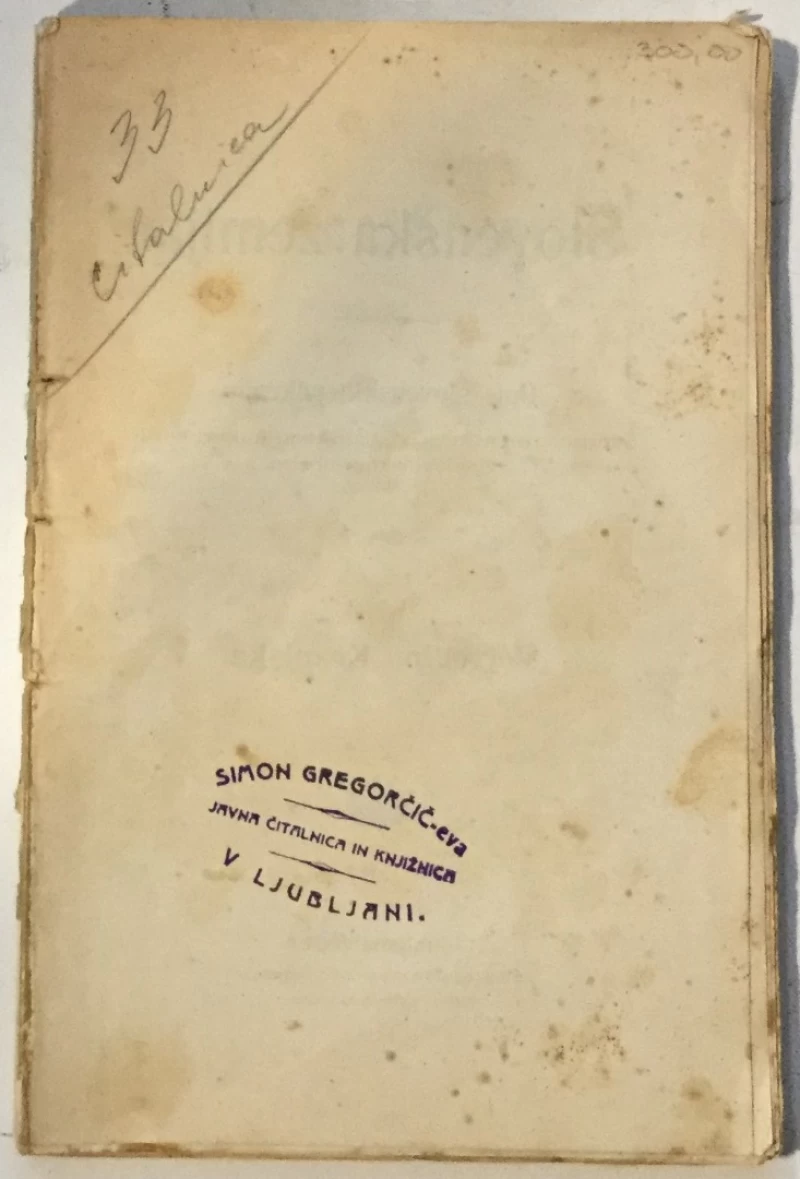 300,00
33
čitalnica
SIMON GREGORČIČ-eva
JAVNA ČITALNICA IN KNJIŽNICA
V LJUBLJANI.